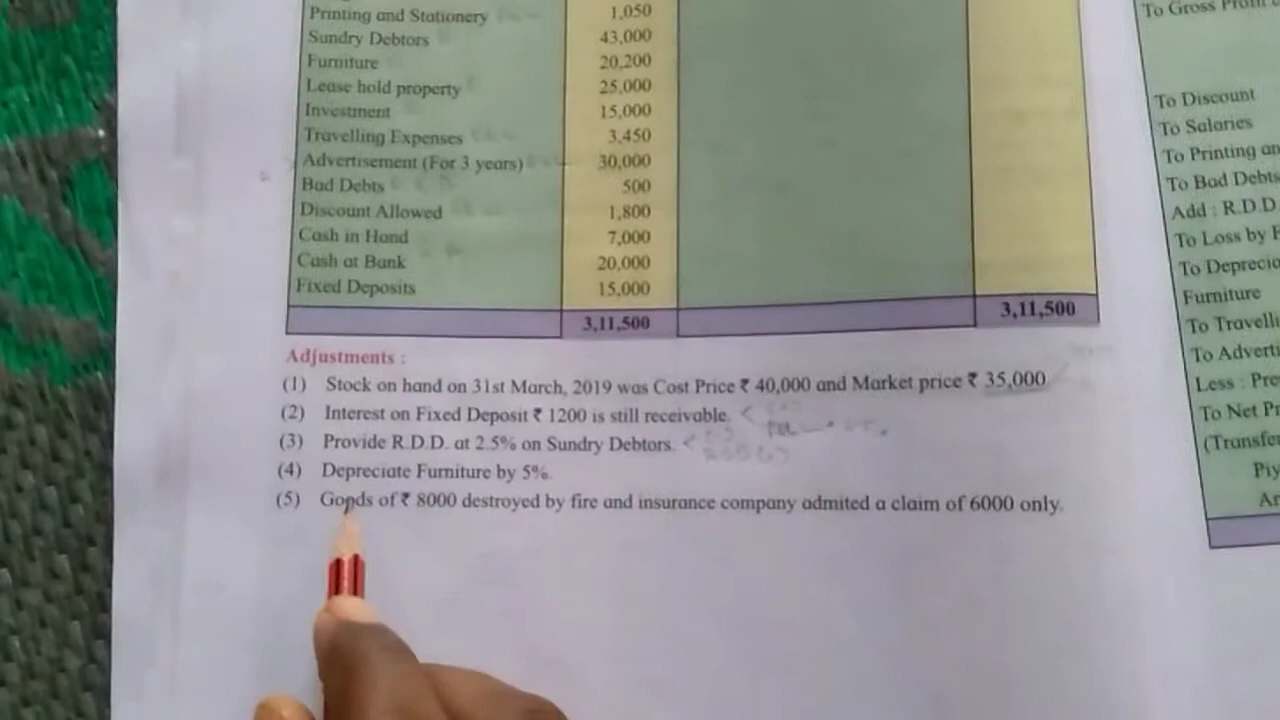 Printing and Stationery 1,050
Sundry Debtors 43,000
Furniture 20,200
Lease hold property 25,000
Investment 15,000
Travelling Expenses 3,450
Advertisement (For 3 years) 30,000
Bad Debts 500
Discount Allowed 1,800
Cash in Hand 7,000
Cash at Bank 20,000
Fixed Deposits 15,000
3,11,500 3,11,500
Adjustments :
(1) Stock on hand on 31st March, 2019 was Cost Price ₹ 40,000 and Market price ₹ 35,000
(2) Interest on Fixed Deposit ₹ 1200 is still receivable.
(3) Provide R.D.D. at 2.5% on Sundry Debtors.
(4) Depreciate Furniture by 5%.
(5) Goods of ₹ 8000 destroyed by fire and insurance company admited a claim of 6000 only.
To Gross
To Discount
To Salaries
To Printing
To Bad Debts
Add : R.D.D
To Loss by
To
Furniture
To
To
Less :
To Net